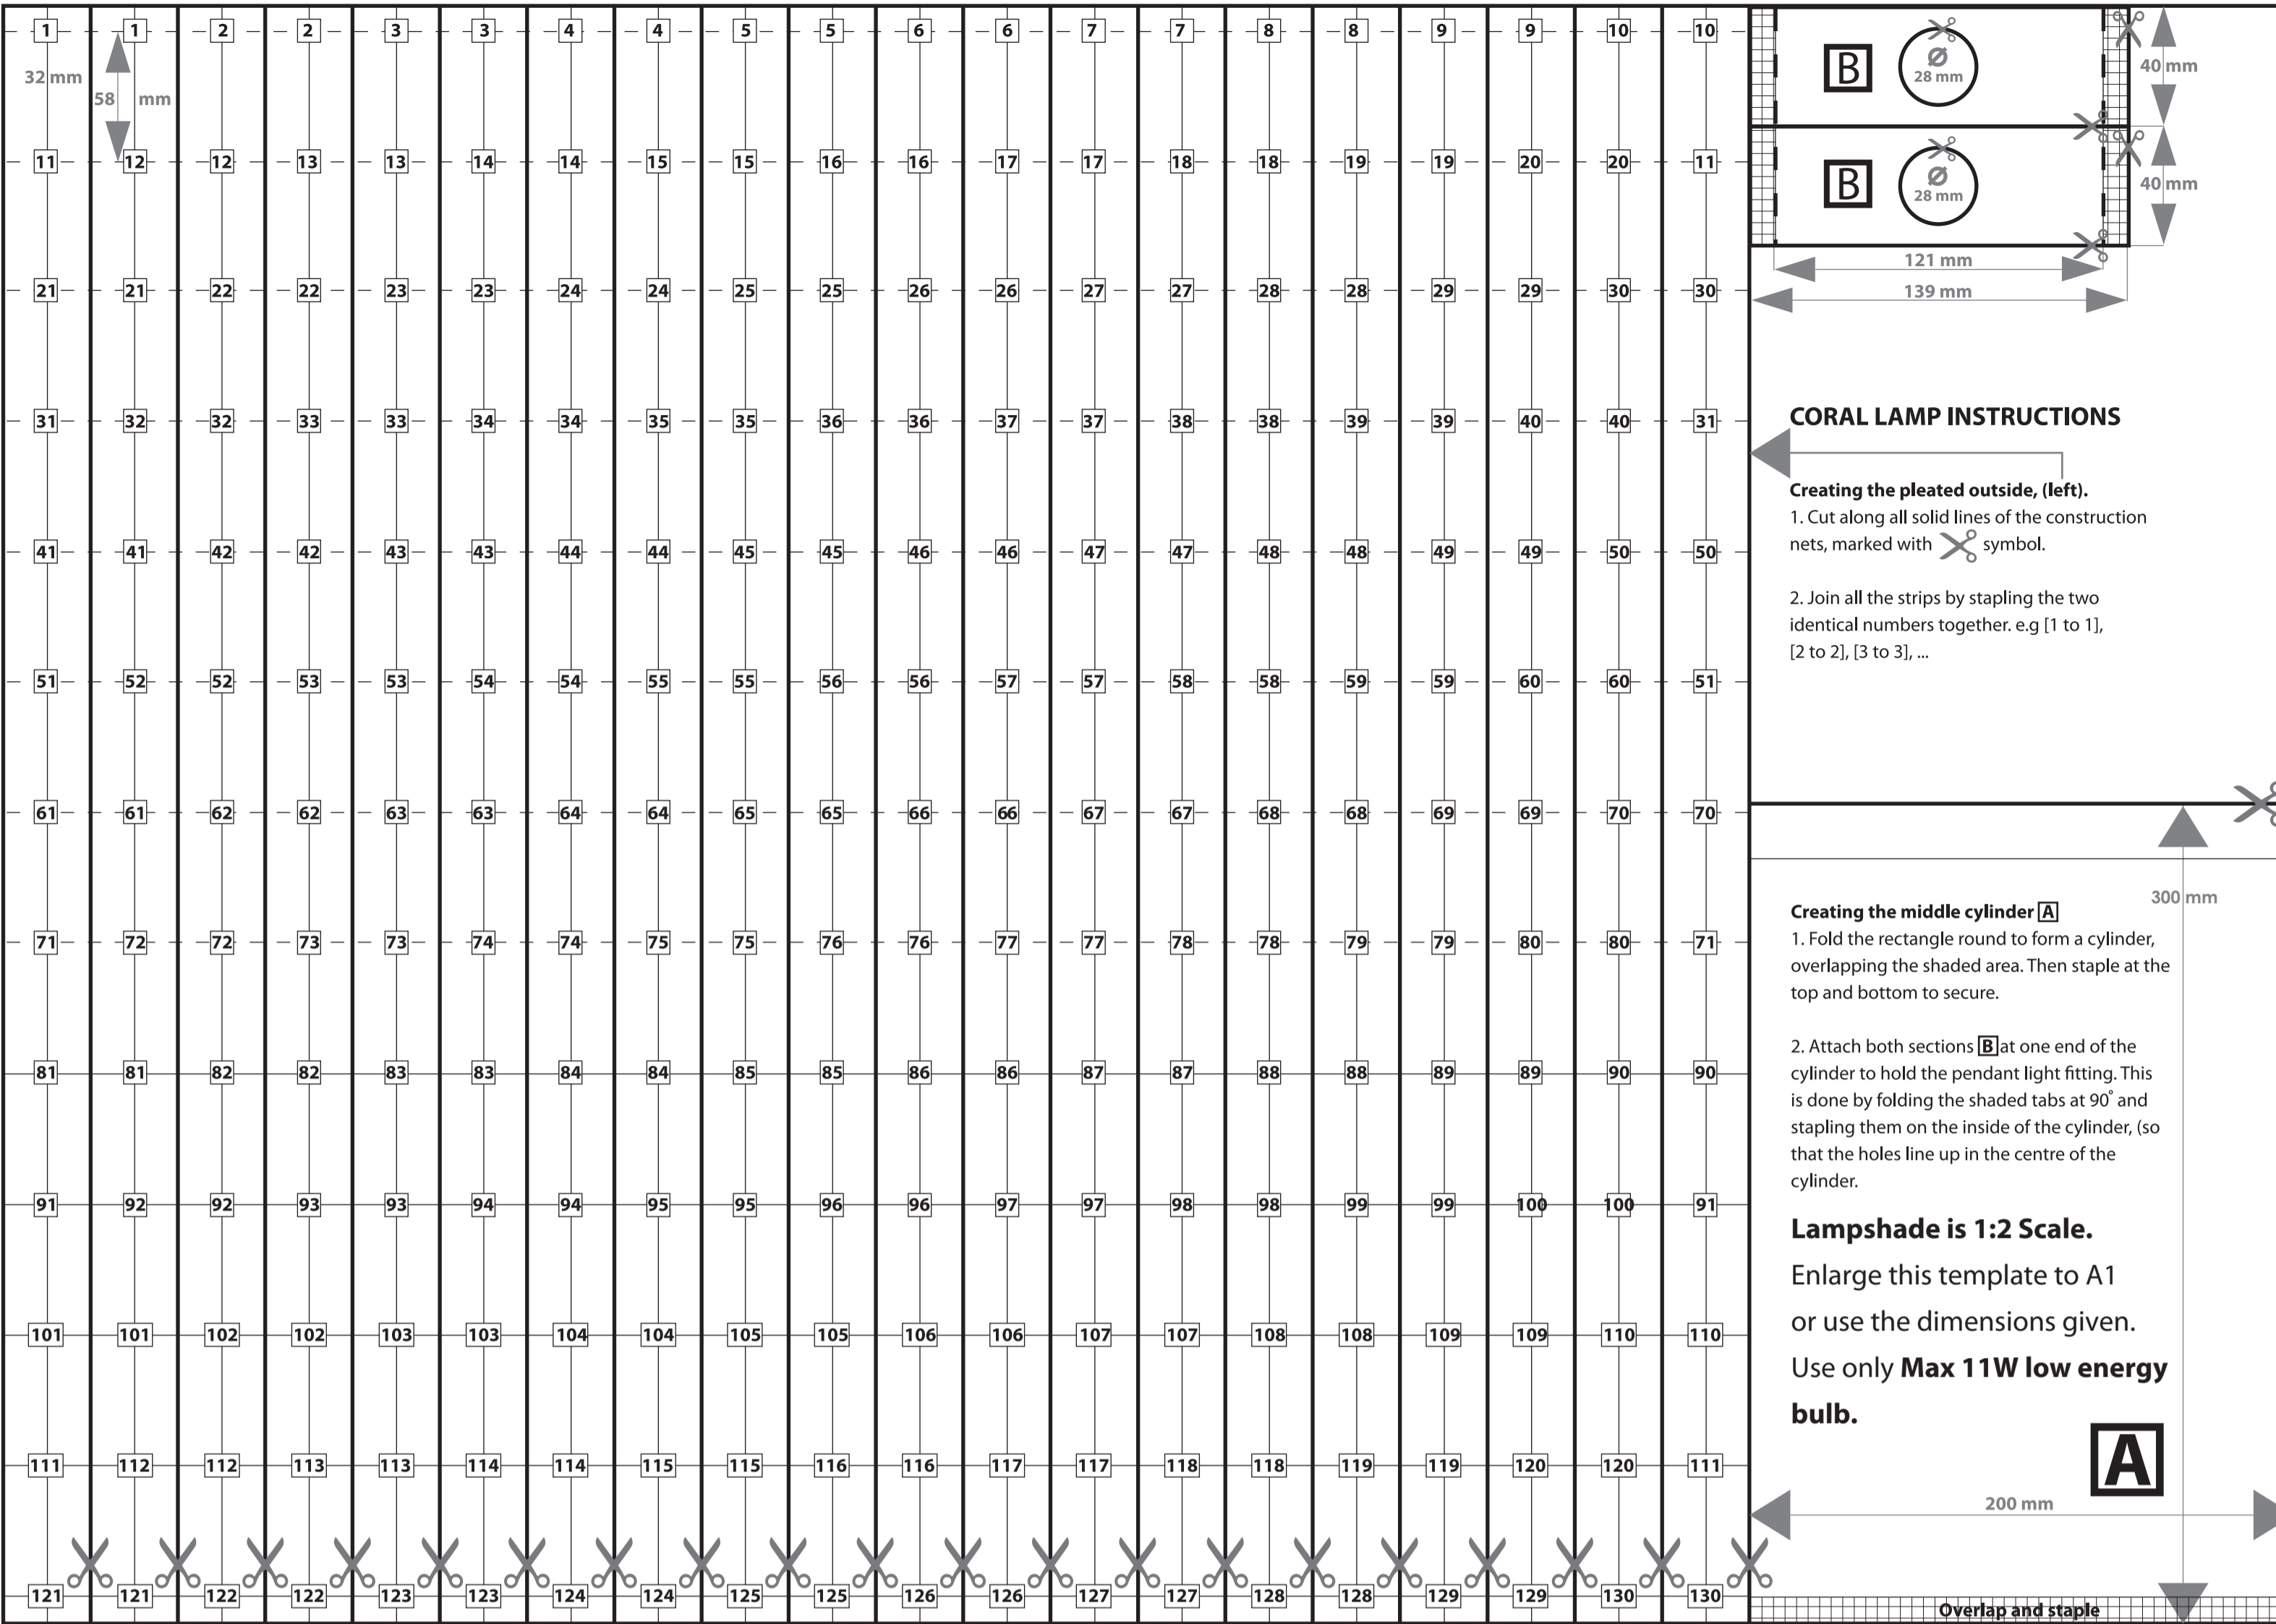 1 1 2 2 3 3 4 4 5 5 6 6 7 7 8 8 9 9 10 10
32 mm
58 mm
11 12 12 13 13 14 14 15 15 16 16 17 17 18 18 19 19 20 20 11
21 21 22 22 23 23 24 24 25 25 26 26 27 27 28 28 29 29 30 30
31 32 32 33 33 34 34 35 35 36 36 37 37 38 38 39 39 40 40 31
41 41 42 42 43 43 44 44 45 45 46 46 47 47 48 48 49 49 50 50
51 52 52 53 53 54 54 55 55 56 56 57 57 58 58 59 59 60 60 51
61 61 62 62 63 63 64 64 65 65 66 66 67 67 68 68 69 69 70 70
71 72 72 73 73 74 74 75 75 76 76 77 77 78 78 79 79 80 80 71
81 81 82 82 83 83 84 84 85 85 86 86 87 87 88 88 89 89 90 90
91 92 92 93 93 94 94 95 95 96 96 97 97 98 98 99 99 100 100 91
101 101 102 102 103 103 104 104 105 105 106 106 107 107 108 108 109 109 110 110
111 112 112 113 113 114 114 115 115 116 116 117 117 118 118 119 119 120 120 111
121 121 122 122 123 123 124 124 125 125 126 126 127 127 128 128 129 129 130 130
B
Ø
28 mm
40 mm
B
Ø
28 mm
40 mm
121 mm
139 mm
CORAL LAMP INSTRUCTIONS
Creating the pleated outside, (left).
1. Cut along all solid lines of the construction
nets, marked with symbol.
2. Join all the strips by stapling the two
identical numbers together. e.g [1 to 1],
[2 to 2], [3 to 3], ...
300 mm
Creating the middle cylinder A
1. Fold the rectangle round to form a cylinder,
overlapping the shaded area. Then staple at the
top and bottom to secure.
2. Attach both sections B at one end of the
cylinder to hold the pendant light fitting. This
is done by folding the shaded tabs at 90° and
stapling them on the inside of the cylinder, (so
that the holes line up in the centre of the
cylinder.
Lampshade is 1:2 Scale.
Enlarge this template to A1
or use the dimensions given.
Use only Max 11W low energy
bulb.
A
200 mm
Overlap and staple